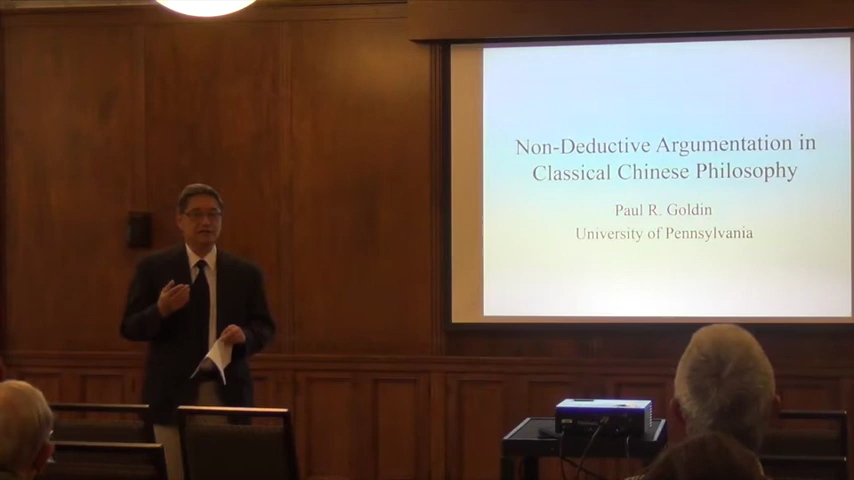 Non-Deductive Argumentation in
Classical Chinese Philosophy
Paul R. Goldin
University of Pennsylvania